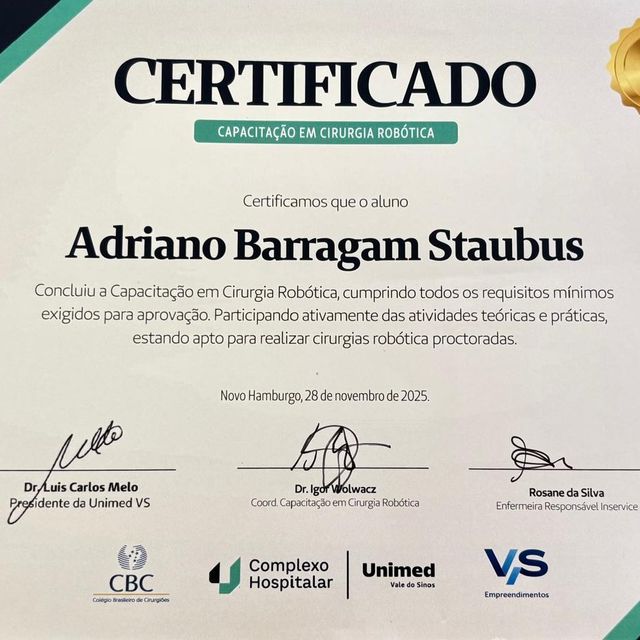 CERTIFICADO
CAPACITAÇÃO EM CIRURGIA ROBÓTICA
Certificamos que o aluno
Adriano Barragam Staubus
Concluiu a Capacitação em Cirurgia Robótica, cumprindo todos os requisitos mínimos
exigidos para aprovação. Participando ativamente das atividades teóricas e práticas,
estando apto para realizar cirurgias robótica proctoradas.
Novo Hamburgo, 28 de novembro de 2025.
Dr. Luis Carlos Melo
Presidente da Unimed VS
Dr. Igor Wolwacz
Coord. Capacitação em Cirurgia Robótica
Rosane da Silva
Enfermeira Responsável Inservice
CBC
Colégio Brasileiro de Cirurgiões
Complexo
Hospitalar
Unimed
Vale do Sinos
VS
Empreendimentos